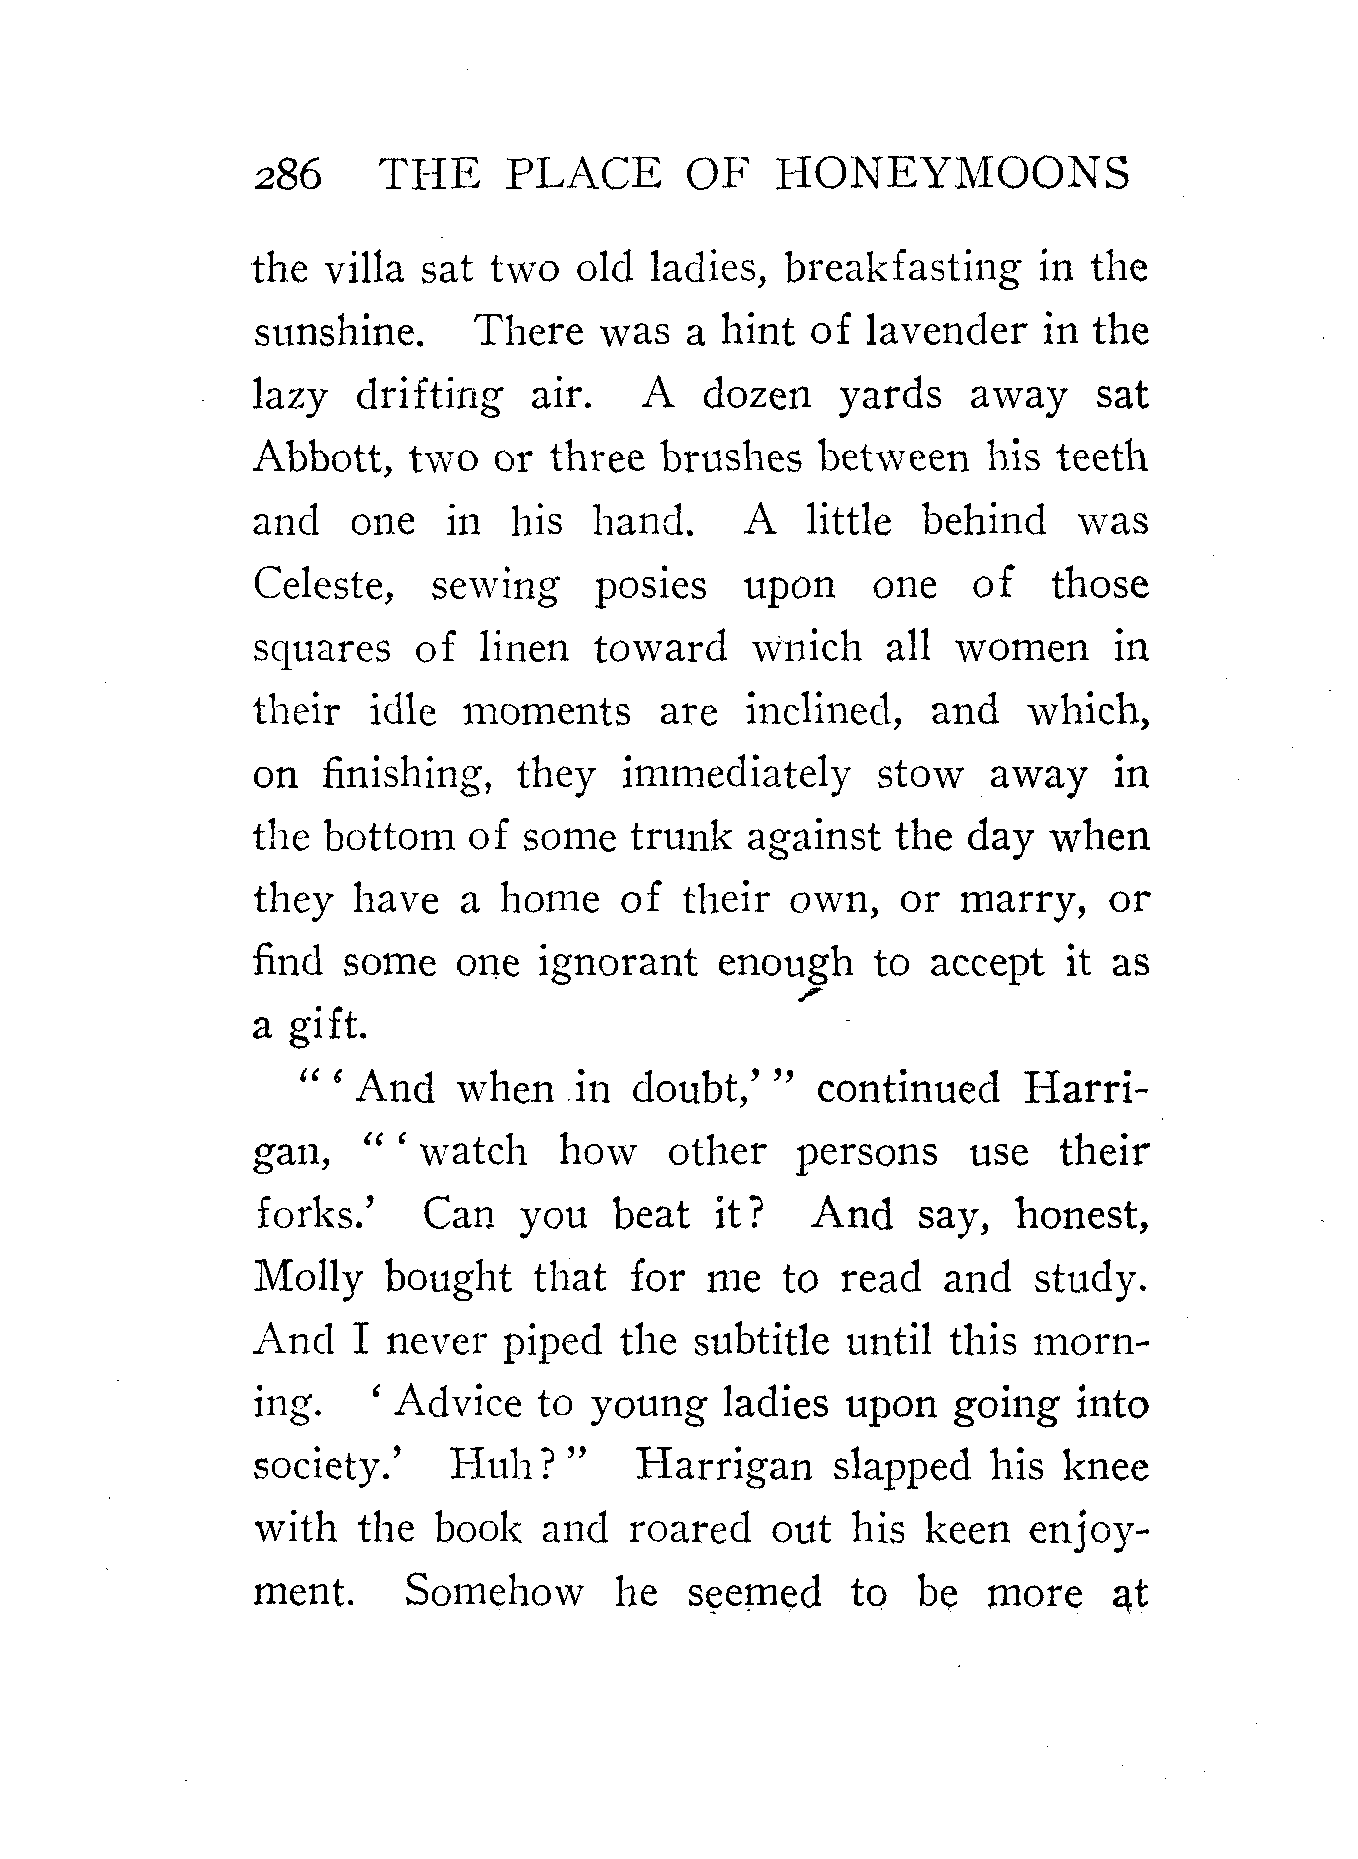 286 THE PLACE OF HONEYMOONS
the villa sat two old ladies, breakfasting in the
sunshine. There was a hint of lavender in the
lazy drifting air. A dozen yards away sat
Abbott, two or three brushes between his teeth
and one in his hand. A little behind was
Celeste, sewing posies upon one of those
squares of linen toward which all women in
their idle moments are inclined, and which,
on finishing, they immediately stow away in
the bottom of some trunk against the day when
they have a home of their own, or marry, or
find some one ignorant enough to accept it as
a gift.
“ ‘ And when in doubt,’ ” continued Harri-
gan, “ ‘ watch how other persons use their
forks.’ Can you beat it? And say, honest,
Molly bought that for me to read and study.
And I never piped the subtitle until this morn-
ing. ‘ Advice to young ladies upon going into
society.’ Huh? ” Harrigan slapped his knee
with the book and roared out his keen enjoy-
ment. Somehow he seemed to be more at